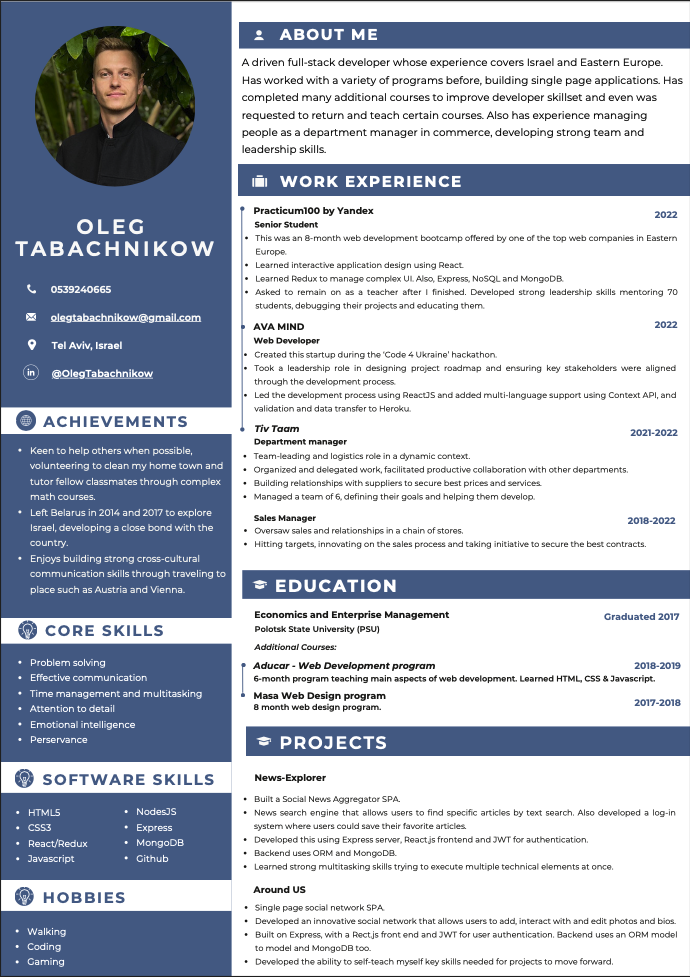 OLEG
TABACHNIKOW
0539240665
olegtabachnikow@gmail.com
Tel Aviv, Israel
in
@OlegTabachnikow
ACHIEVEMENTS
• Keen to help others when possible,
volunteering to clean my home town and
tutor fellow classmates through complex
math courses.
• Left Belarus in 2014 and 2017 to explore
Israel, developing a close bond with the
country.
• Enjoys building strong cross-cultural
communication skills through traveling to
place such as Austria and Vienna.
CORE SKILLS
• Problem solving
• Effective communication
• Time management and multitasking
• Attention to detail
• Emotional intelligence
• Perservance
SOFTWARE SKILLS
• HTML5
• CSS3
• React/Redux
• Javascript
• NodesJS
• Express
• MongoDB
• Github
HOBBIES
• Walking
• Coding
• Gaming
ABOUT ME
A driven full-stack developer whose experience covers Israel and Eastern Europe.
Has worked with a variety of programs before, building single page applications. Has
completed many additional courses to improve developer skillset and even was
requested to return and teach certain courses. Also has experience managing
people as a department manager in commerce, developing strong team and
leadership skills.
WORK EXPERIENCE
Practicum100 by Yandex
2022
Senior Student
• This was an 8-month web development bootcamp offered by one of the top web companies in Eastern
Europe.
• Learned interactive application design using React.
• Learned Redux to manage complex UI. Also, Express, NoSQL and MongoDB.
• Asked to remain on as a teacher after I finished. Developed strong leadership skills mentoring 70
students, debugging their projects and educating them.
AVA MIND
2022
Web Developer
• Created this startup during the 'Code 4 Ukraine' hackathon.
• Took a leadership role in designing project roadmap and ensuring key stakeholders were aligned
through the development process.
• Led the development process using ReactJS and added multi-language support using Context API, and
validation and data transfer to Heroku.
Tiv Taam
2021-2022
Department manager
• Team-leading and logistics role in a dynamic context.
• Organized and delegated work, facilitated productive collaboration with other departments.
• Building relationships with suppliers to secure best prices and services.
• Managed a team of 6, defining their goals and helping them develop.
Sales Manager
2018-2022
• Oversaw sales and relationships in a chain of stores.
• Hitting targets, innovating on the sales process and taking initiative to secure the best contracts.
EDUCATION
Economics and Enterprise Management
Graduated 2017
Polotsk State University (PSU)
Additional Courses:
Aducar - Web Development program
2018-2019
6-month program teaching main aspects of web development. Learned HTML, CSS & Javascript.
Masa Web Design program
2017-2018
8 month web design program.
PROJECTS
News-Explorer
• Built a Social News Aggregator SPA.
• News search engine that allows users to find specific articles by text search. Also developed a log-in
system where users could save their favorite articles.
• Developed this using Express server, React.js frontend and JWT for authentication.
• Backend uses ORM and MongoDB.
• Learned strong multitasking skills trying to execute multiple technical elements at once.
Around US
• Single page social network SPA.
• Developed an innovative social network that allows users to add, interact with and edit photos and bios.
• Built on Express, with a Rect.js front end and JWT for user authentication. Backend uses an ORM model
to model and MongoDB too.
• Developed the ability to self-teach myself key skills needed for projects to move forward.